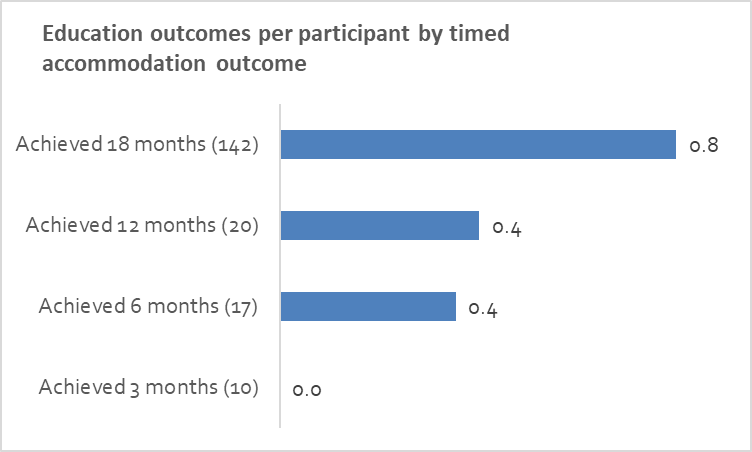 Education outcomes per participant by timed
accommodation outcome
Achieved 18 months (142)
0.8
Achieved 12 months (20)
0.4
Achieved 6 months (17)
0.4
Achieved 3 months (10)
0.0